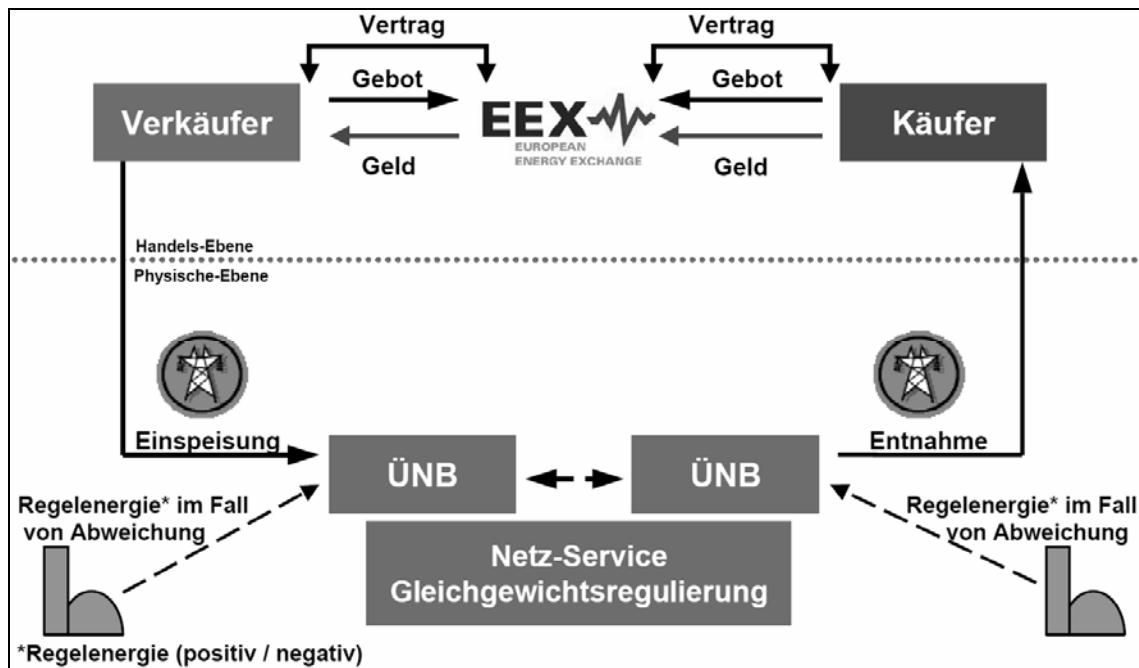 Vertrag
Vertrag
Gebot
Gebot
Verkäufer
EEX
EUROPEAN
ENERGY EXCHANGE
Käufer
Geld
Geld
Handels-Ebene
Physische-Ebene
Einspeisung
Entnahme
ÜNB
ÜNB
Regelenergie* im Fall
von Abweichung
Regelenergie* im Fall
von Abweichung
Netz-Service
Gleichgewichtsregulierung
*Regelenergie (positiv / negativ)